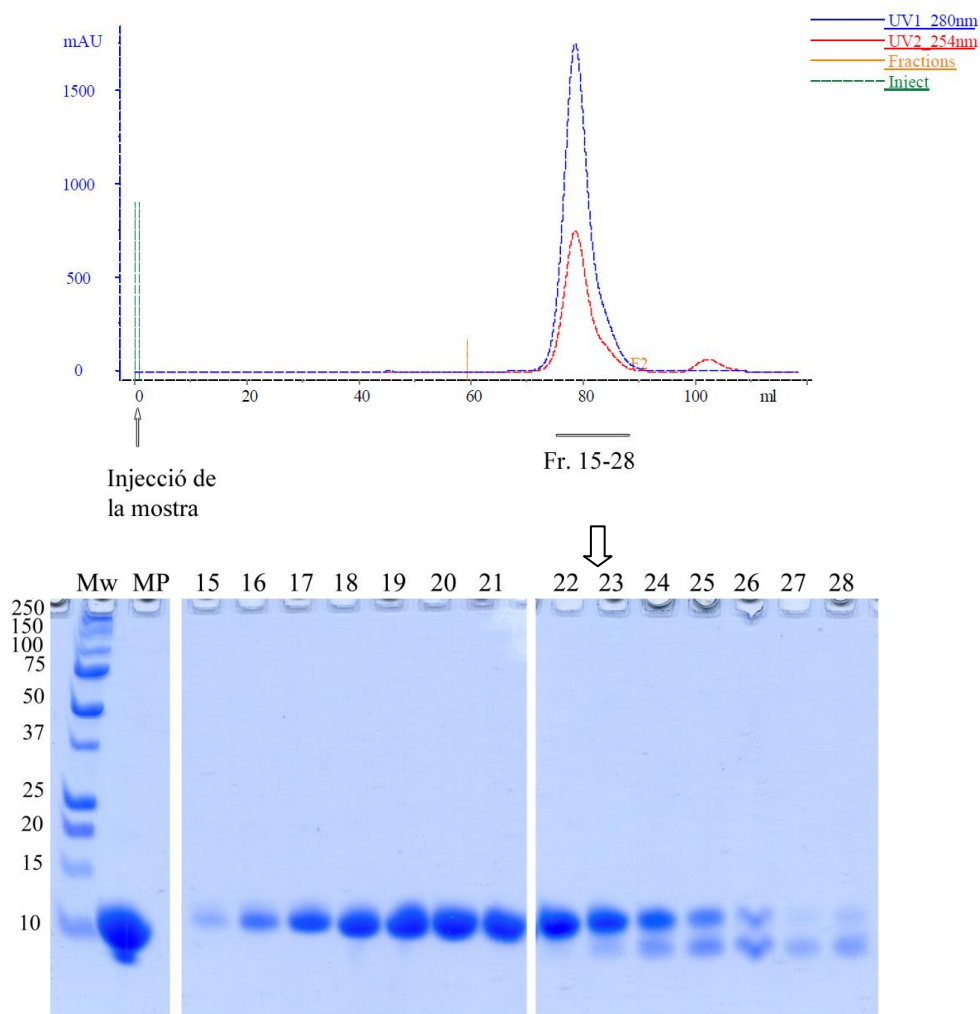 UV1_280nm
UV2_254nm
Fractions
Inject
mAU
1500
1000
500
0
F2
0 20 40 60 80 100 ml
Injecció de
la mostra
Fr. 15-28
Mw MP 15 16 17 18 19 20 21 22 23 24 25 26 27 28
250
150
100
75
50
37
25
20
15
10